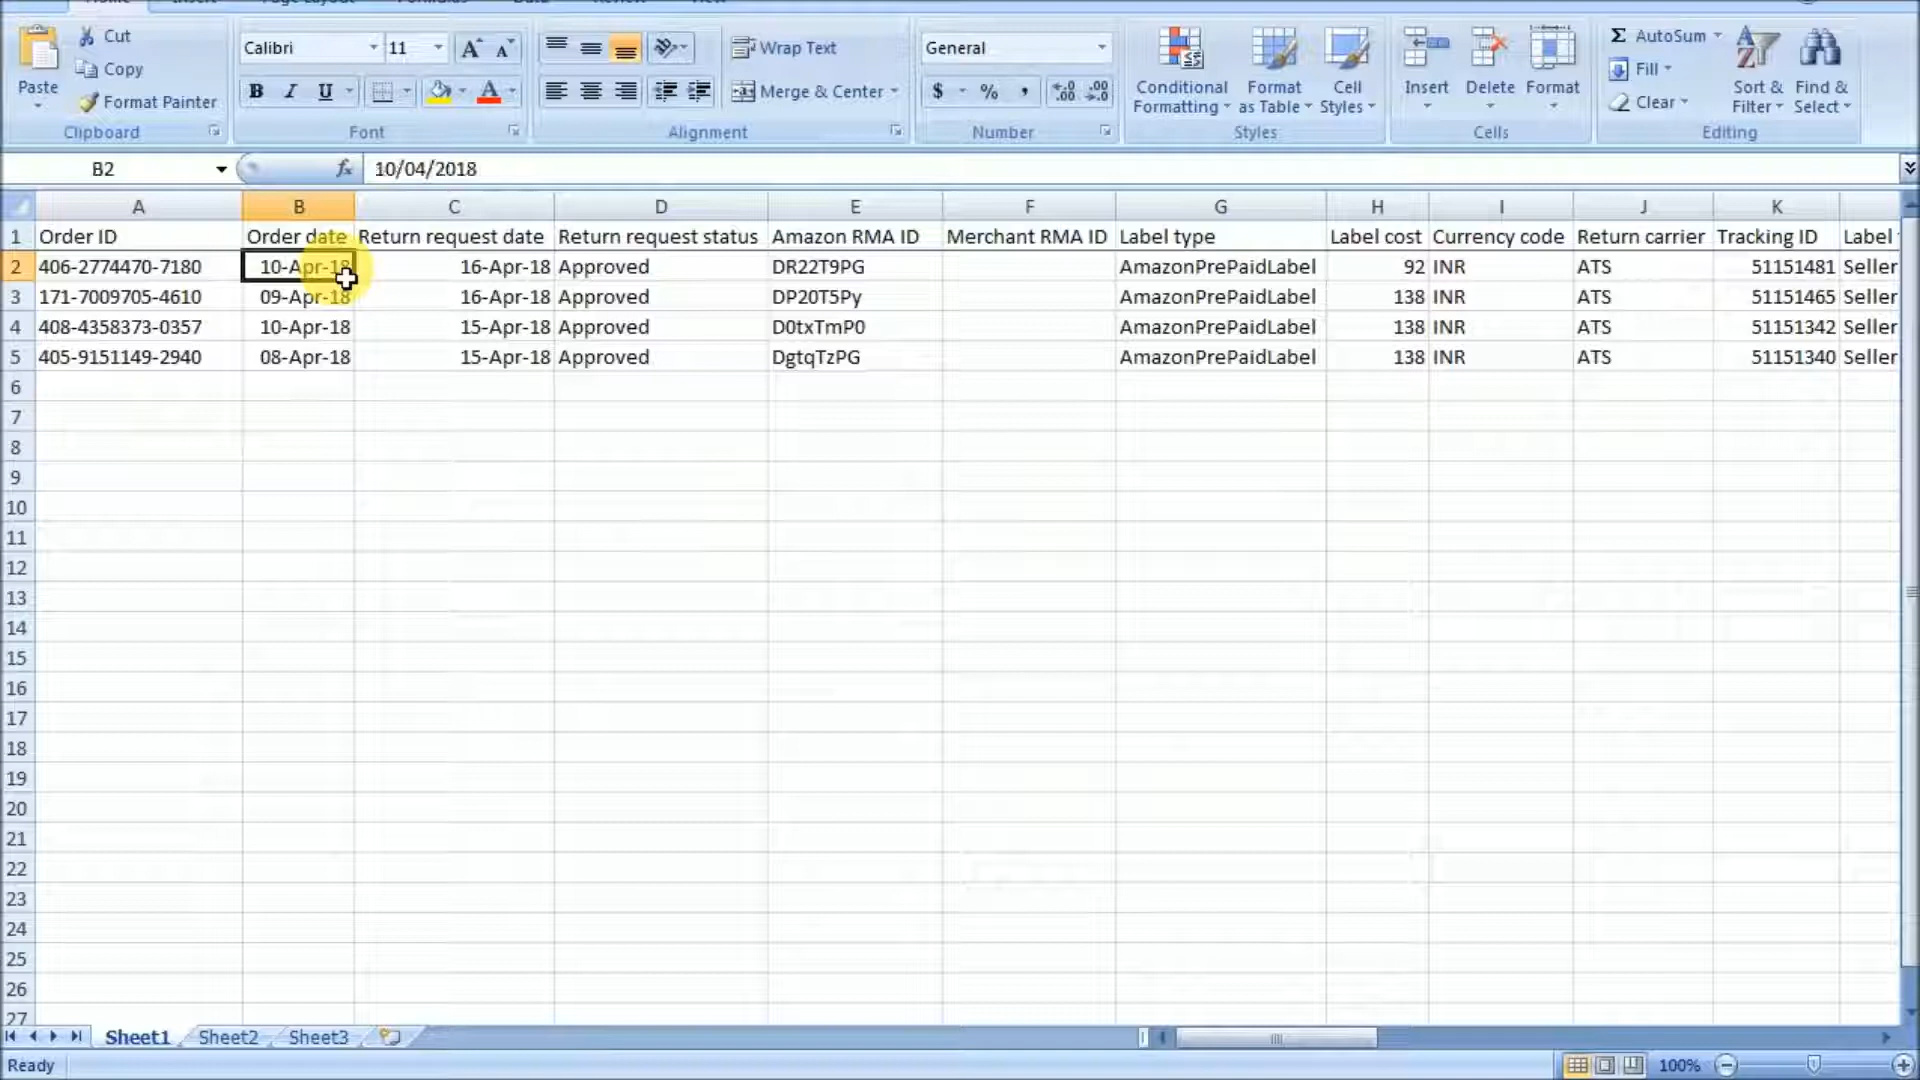 Cut
Copy
Format Painter
Paste
Clipboard
Calibri 11
B I U
Font
Wrap Text
Merge & Center
Alignment
General
$ % ,
Number
Conditional Formatting
Format as Table
Cell Styles
Styles
Insert Delete Format
Cells
Σ AutoSum
Fill
Clear
Sort & Filter
Find & Select
Editing
B2 fx 10/04/2018
A B C D E F G H I J K
1 Order ID Order date Return request date Return request status Amazon RMA ID Merchant RMA ID Label type Label cost Currency code Return carrier Tracking ID Label
2 406-2774470-7180 10-Apr-18 16-Apr-18 Approved DR22T9PG AmazonPrePaidLabel 92 INR ATS 51151481 Seller
3 171-7009705-4610 09-Apr-18 16-Apr-18 Approved DP20T5Py AmazonPrePaidLabel 138 INR ATS 51151465 Seller
4 408-4358373-0357 10-Apr-18 15-Apr-18 Approved D0txTmP0 AmazonPrePaidLabel 138 INR ATS 51151342 Seller
5 405-9151149-2940 08-Apr-18 15-Apr-18 Approved DgtqTzPG AmazonPrePaidLabel 138 INR ATS 51151340 Seller
6
7
8
9
10
11
12
13
14
15
16
17
18
19
20
21
22
23
24
25
26
27
Sheet1 Sheet2 Sheet3
Ready 100%